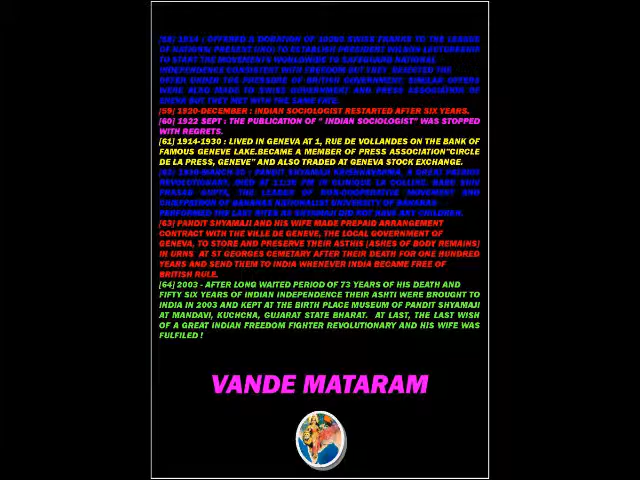 [58] 1914 : OFFERED A DONATION OF 10200 SWISS FRANKS TO THE LEAGUE
OF NATIONS( PRESENT UNO) TO ESTABLISH PRESIDENT WILSON LECTURESHIP
TO START THE MOVEMENTS WORLDWIDE TO SAFEGUARD NATIONAL
INDEPENDENCE CONSISTENT WITH FREEDOM BUT THEY REJECTED THE
OFFER UNDER THE PRESSURE OF BRITISH GOVERNMENT. SIMILAR OFFERS
WERE ALSO MADE TO SWISS GOVERNMENT AND PRESS ASSOCIATION OF
GENEVA BUT THEY MET WITH THE SAME FATE.
[59] 1920-DECEMBER : INDIAN SOCIOLOGIST RESTARTED AFTER SIX YEARS.
[60] 1922 SEPT : THE PUBLICATION OF " INDIAN SOCIOLOGIST" WAS STOPPED
WITH REGRETS.
[61] 1914-1930 : LIVED IN GENEVA AT 1, RUE DE VOLLANDES ON THE BANK OF
FAMOUS GENEVE LAKE.BECAME A MEMBER OF PRESS ASSOCIATION"CIRCLE
DE LA PRESS, GENEVE" AND ALSO TRADED AT GENEVA STOCK EXCHANGE.
[62] 1930-MARCH 30 : PANDIT SHYAMAJI KRISHNAVARMA, A GREAT PATRIOT
REVOLUTIONARY, DIED AT 11:30 PM IN CLINIQUE LA COLLINE. BABU SHIV
PRASAD GUPTA, THE LEADER OF NON-COOPERATIVE MOVEMENT AND
CHAIRPATRON OF BANARAS NATIONALIST UNIVERSITY OF BANARAS
PERFORMED THE LAST RITES AS SHYAMAJI DID NOT HAVE ANY CHILDREN.
[63] PANDIT SHYAMAJI AND HIS WIFE MADE PREPAID ARRANGEMENT
CONTRACT WITH THE VILLE DE GENEVE, THE LOCAL GOVERNMENT OF
GENEVA, TO STORE AND PRESERVE THEIR ASTHIS (ASHES OF BODY REMAINS)
IN URNS AT ST GEORGES CEMETARY AFTER THEIR DEATH FOR ONE HUNDRED
YEARS AND SEND THEM TO INDIA WHENEVER INDIA BECAME FREE OF
BRITISH RULE.
[64] 2003 - AFTER LONG WAITED PERIOD OF 73 YEARS OF HIS DEATH AND
FIFTY SIX YEARS OF INDIAN INDEPENDENCE THEIR ASHTI WERE BROUGHT TO
INDIA IN 2003 AND KEPT AT THE BIRTH PLACE MUSEUM OF PANDIT SHYAMAJI
AT MANDAVI, KUCHCHA, GUJARAT STATE BHARAT. AT LAST, THE LAST WISH
OF A GREAT INDIAN FREEDOM FIGHTER REVOLUTIONARY AND HIS WIFE WAS
FULFILED !
VANDE MATARAM